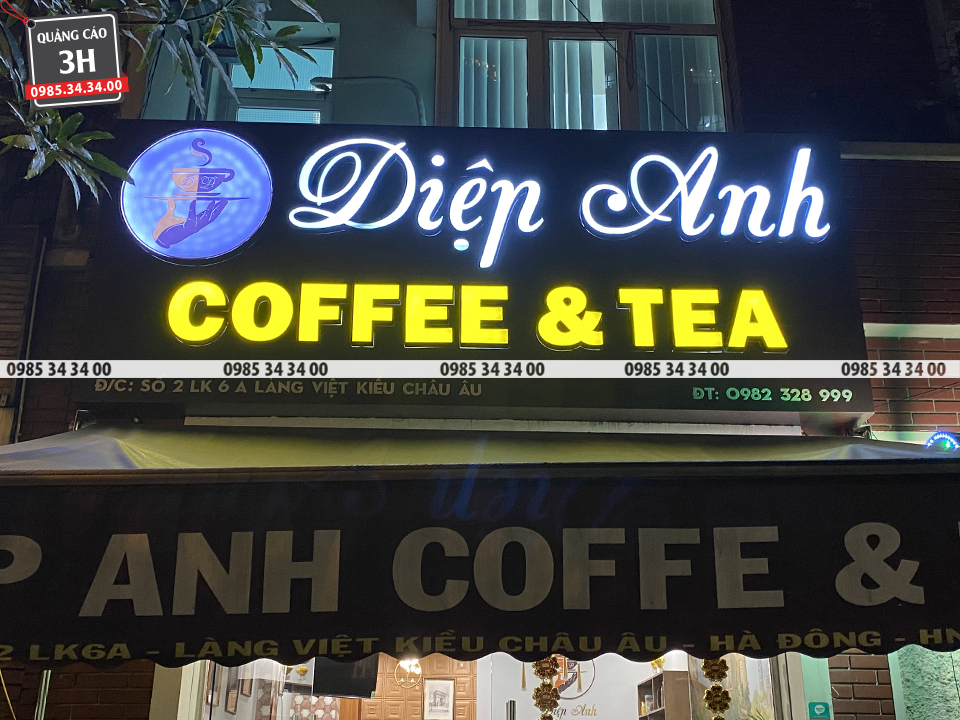 QUẢNG CÁO
3H
0985.34.34.00
Diệp Anh
COFFEE & TEA
0985 34 34 00 0985 34 34 00 0985 34 34 00 0985 34 34 00 0985 34 34 00
Đ/C: SỐ 2 LK 6 A LÀNG VIỆT KIỀU CHÂU ÂU ĐT: 0982 328 999
P ANH COFFE &
2 LK6A - LÀNG VIỆT KIỀU CHÂU ÂU - HÀ ĐÔNG - HN
Diệp Anh